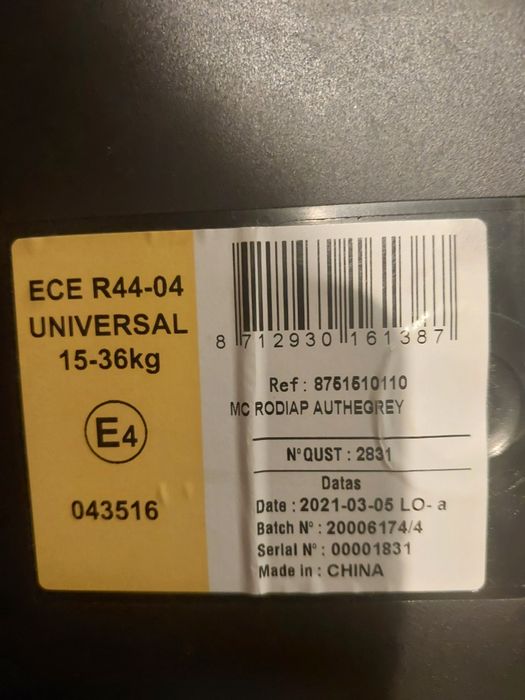 ECE R44-04
UNIVERSAL
15-36kg
E4
043516
8 712930 161387
Ref : 8751510110
MC RODIAP AUTHEGREY
N°QUST : 2831
Datas
Date : 2021-03-05 LO- a
Batch N° : 20006174/4
Serial N° : 00001831
Made in : CHINA